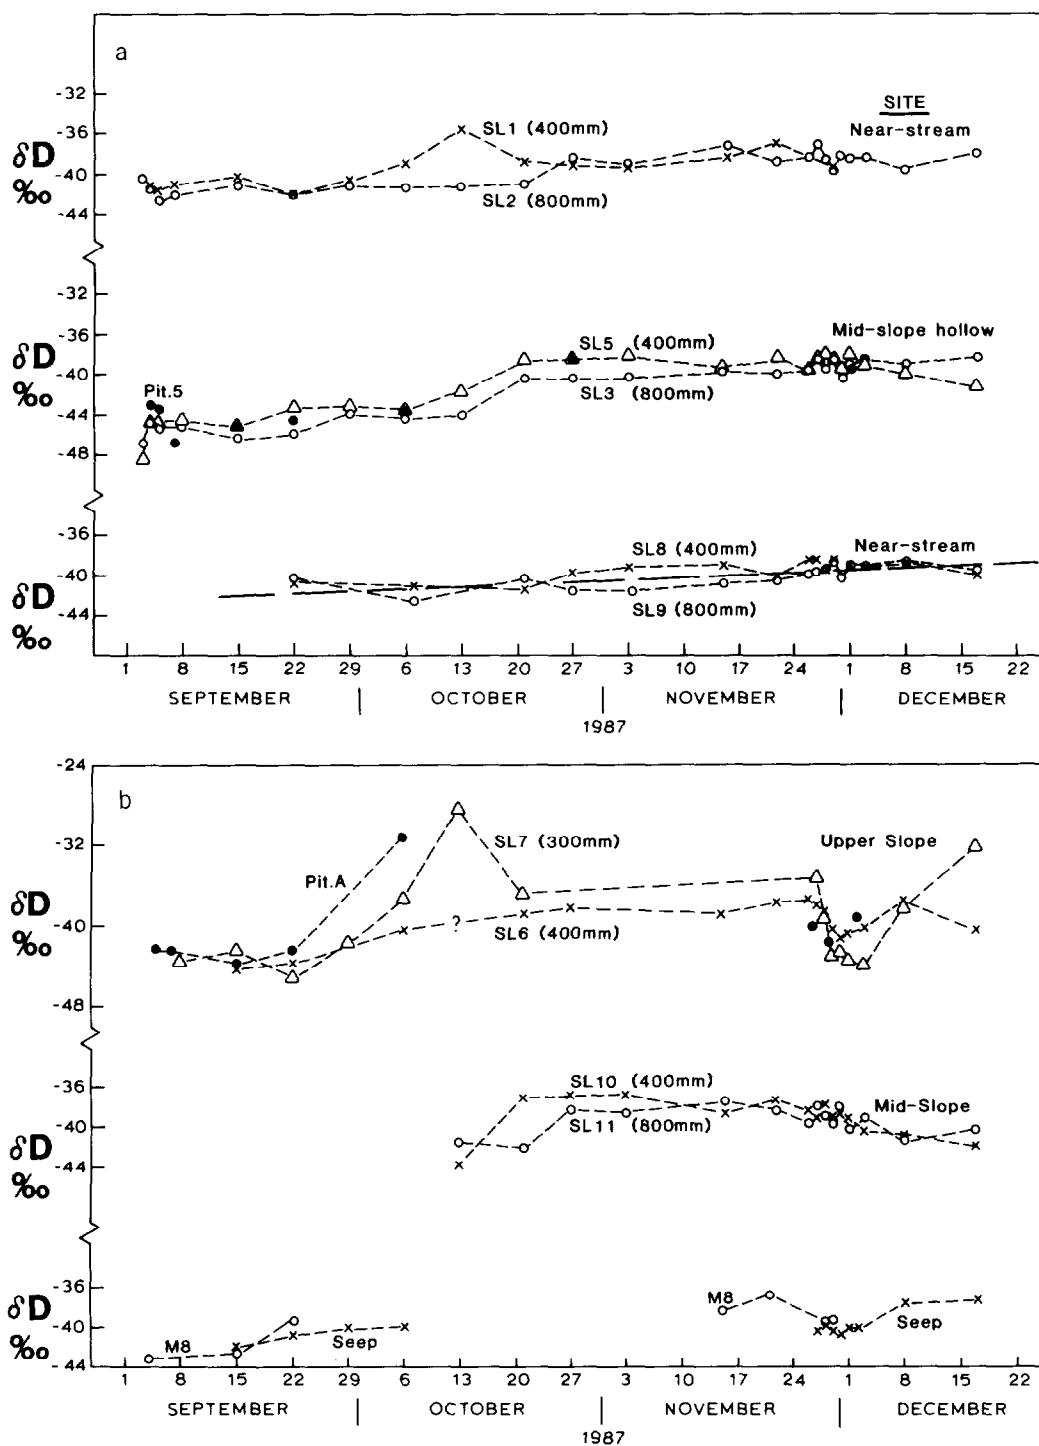 a
-32
-36
-40
-44
δD
‰
SL1 (400mm)
SL2 (800mm)
SITE
Near-stream
-32
-36
-40
-44
-48
δD
‰
Pit.5
SL5 (400mm)
SL3 (800mm)
Mid-slope hollow
-36
-40
-44
δD
‰
SL8 (400mm)
SL9 (800mm)
Near-stream
1 8 15 22 29 6 13 20 27 3 10 17 24 1 8 15 22
SEPTEMBER OCTOBER NOVEMBER DECEMBER
1987
b
-24
-32
-40
-48
δD
‰
Pit.A
SL7 (300mm)
?
SL6 (400mm)
Upper Slope
-36
-40
-44
δD
‰
SL10 (400mm)
SL11 (800mm)
Mid-Slope
-36
-40
-44
δD
‰
M8
Seep
M8
Seep
1 8 15 22 29 6 13 20 27 3 10 17 24 1 8 15 22
SEPTEMBER OCTOBER NOVEMBER DECEMBER
1987